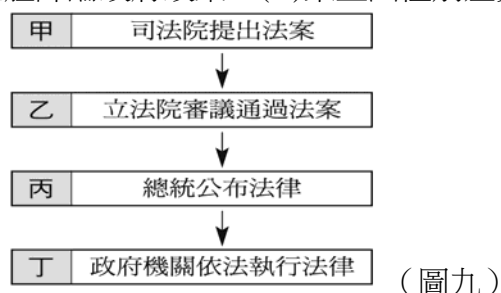 甲 司法院提出法案
乙 立法院審議通過法案
丙 總統公布法律
丁 政府機關依法執行法律
（圖九）